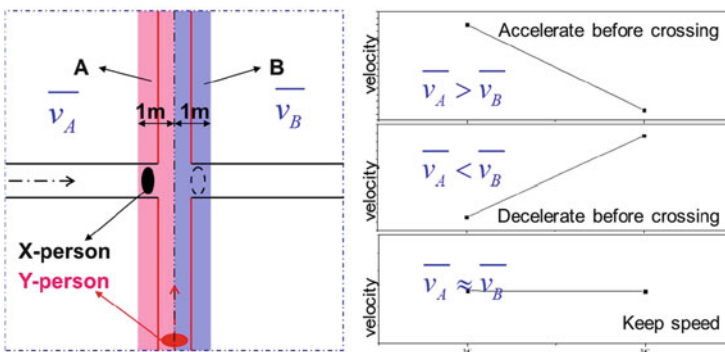 A
B
v_A
v_B
1m
1m
X-person
Y-person
velocity
Accelerate before crossing
v_A > v_B
velocity
v_A < v_B
Decelerate before crossing
velocity
v_A ≈ v_B
Keep speed